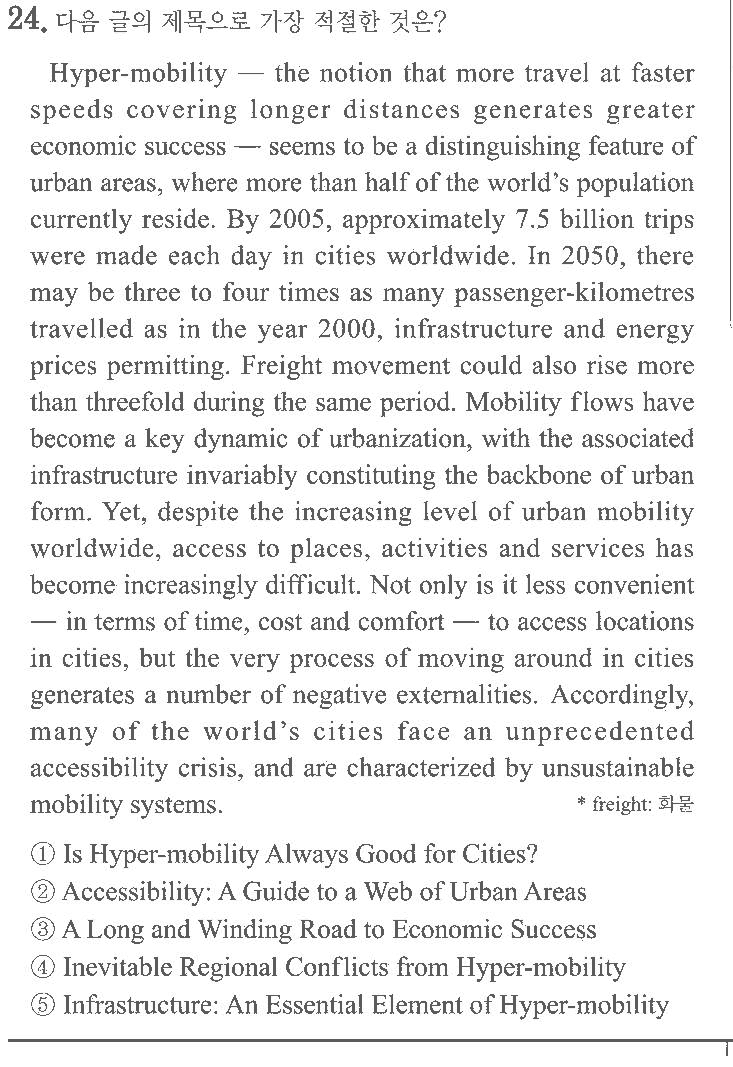 24. 다음 글의 제목으로 가장 적절한 것은?
Hyper-mobility — the notion that more travel at faster
speeds covering longer distances generates greater
economic success — seems to be a distinguishing feature of
urban areas, where more than half of the world's population
currently reside. By 2005, approximately 7.5 billion trips
were made each day in cities worldwide. In 2050, there
may be three to four times as many passenger-kilometres
travelled as in the year 2000, infrastructure and energy
prices permitting. Freight movement could also rise more
than threefold during the same period. Mobility flows have
become a key dynamic of urbanization, with the associated
infrastructure invariably constituting the backbone of urban
form. Yet, despite the increasing level of urban mobility
worldwide, access to places, activities and services has
become increasingly difficult. Not only is it less convenient
— in terms of time, cost and comfort — to access locations
in cities, but the very process of moving around in cities
generates a number of negative externalities. Accordingly,
many of the world's cities face an unprecedented
accessibility crisis, and are characterized by unsustainable
mobility systems. * freight: 화물
① Is Hyper-mobility Always Good for Cities?
② Accessibility: A Guide to a Web of Urban Areas
③ A Long and Winding Road to Economic Success
④ Inevitable Regional Conflicts from Hyper-mobility
⑤ Infrastructure: An Essential Element of Hyper-mobility